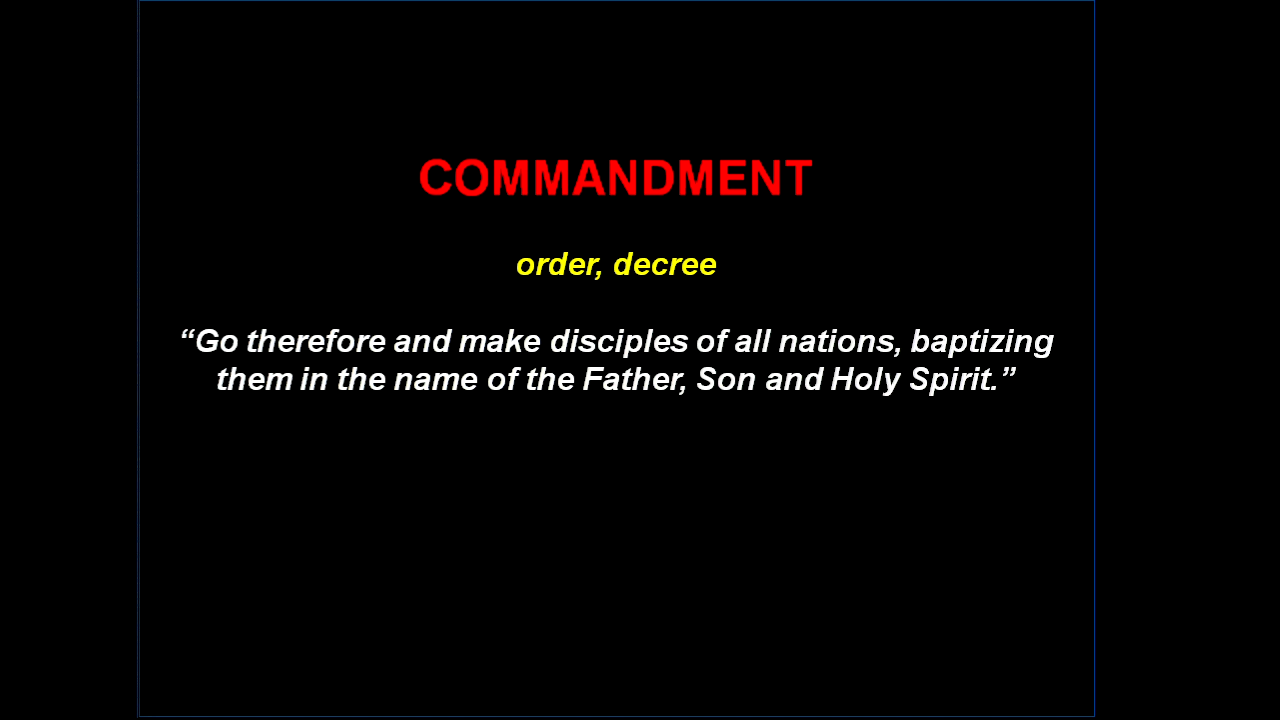 COMMANDMENT
order, decree
“Go therefore and make disciples of all nations, baptizing
them in the name of the Father, Son and Holy Spirit.”